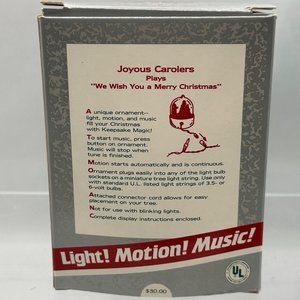 Joyous Carolers
Plays
"We Wish You a Merry Christmas"
A unique ornament--
light, motion, and music
fill your Christmas
with Keepsake Magic!
To start music, press
button on ornament.
Music will stop when
tune is finished.
Motion starts automatically and is continuous.
Ornament plugs easily into any of the light bulb
sockets on a miniature tree light string. Use only
with standard U.L. listed light strings of 3.5- or
6-volt bulbs.
Attached connector cord allows for easy
placement on your tree.
Not for use with blinking lights.
Complete display instructions enclosed.
Light! Motion! Music!
UL
$30.00